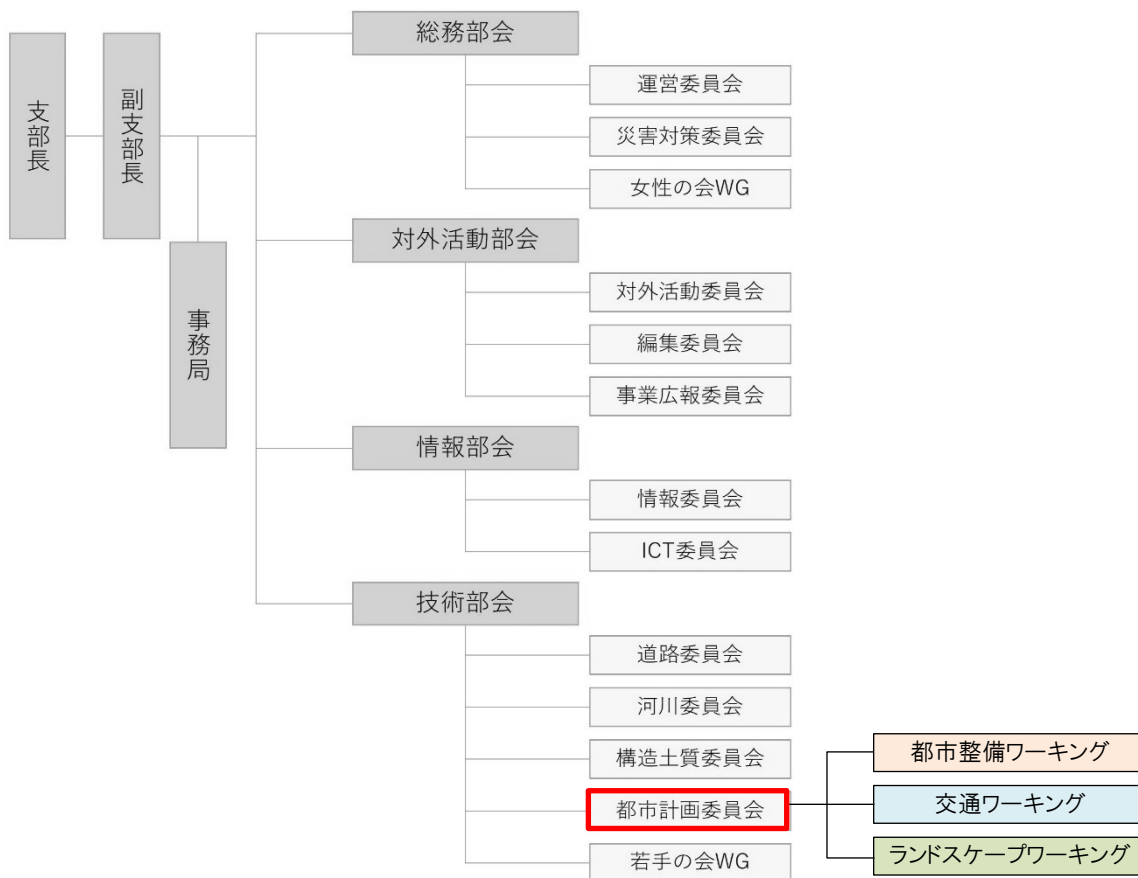 支部長
副支部長
事務局
総務部会
運営委員会
災害対策委員会
女性の会WG
対外活動部会
対外活動委員会
編集委員会
事業広報委員会
情報部会
情報委員会
ICT委員会
技術部会
道路委員会
河川委員会
構造土質委員会
都市計画委員会
都市整備ワーキング
交通ワーキング
ランドスケープワーキング
若手の会WG